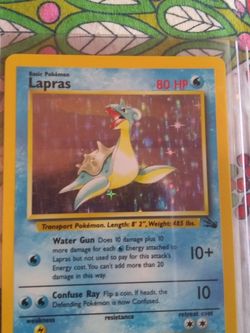 Basic Pokémon
Lapras
80 HP
Transport Pokémon. Length: 8' 2", Weight: 485 lbs.
Water Gun Does 10 damage plus 10
more damage for each Energy attached to
Lapras but not used to pay for this attack's
Energy cost. You can't add more than 20
damage in this way.
10+
Confuse Ray Flip a coin. If heads, the
Defending Pokémon is now Confused.
10
weakness
resistance
retreat cost